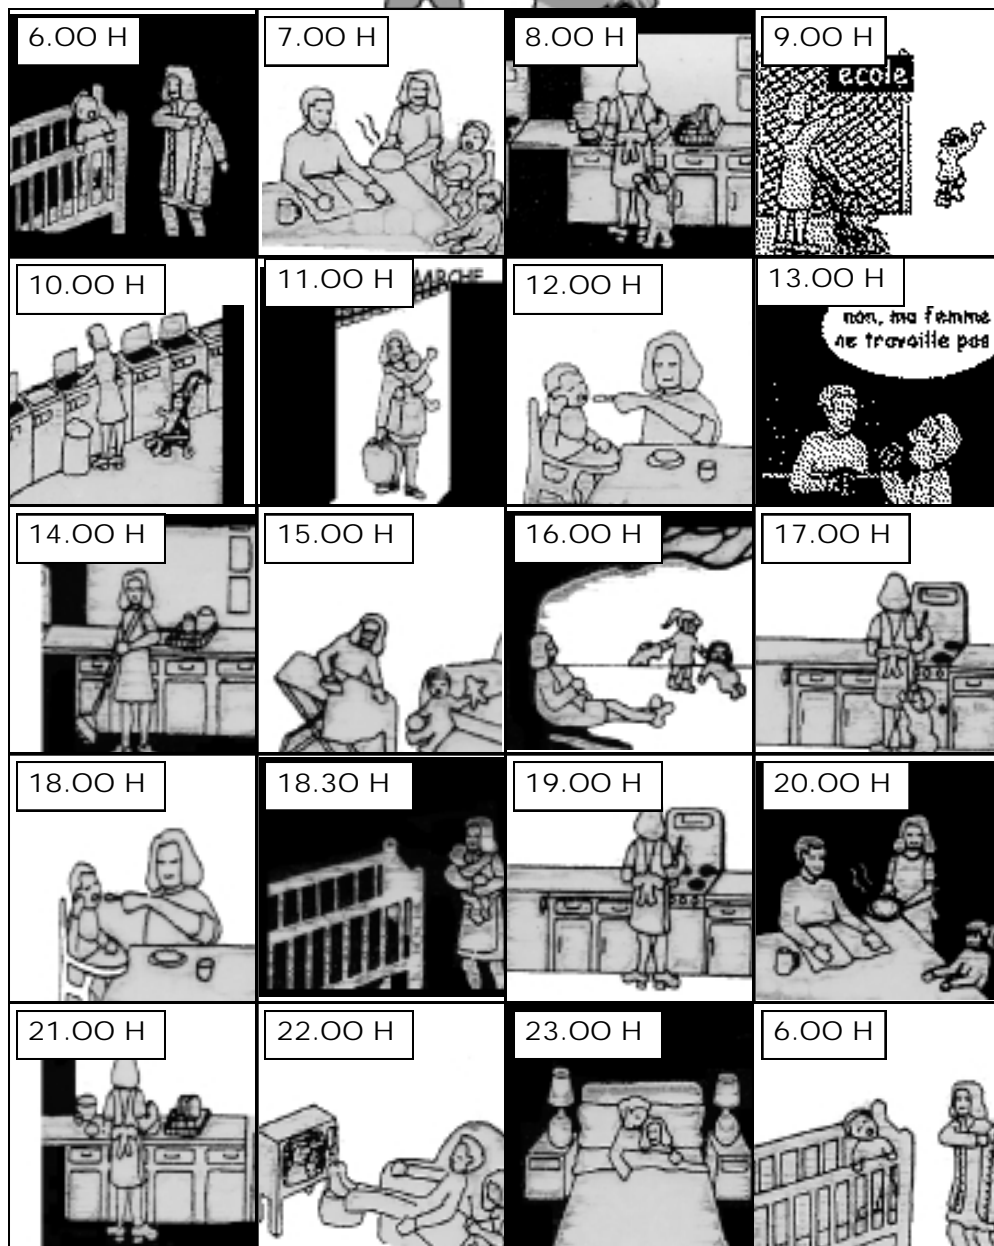 6.00 H
7.00 H
8.00 H
9.00 H
ecole
10.00 H
11.00 H
MARCHE
12.00 H
13.00 H
non, ma femme
ne travaille pas
14.00 H
15.00 H
16.00 H
17.00 H
18.00 H
18.30 H
19.00 H
20.00 H
21.00 H
22.00 H
23.00 H
6.00 H